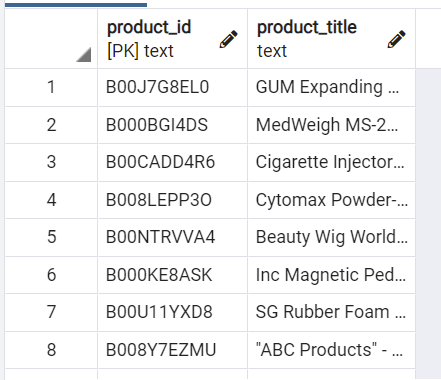 product_id product_title
[PK] text text
1 B00J7G8EL0 GUM Expanding ...
2 B000BGI4DS MedWeigh MS-2...
3 B00CADD4R6 Cigarette Injector...
4 B008LEPP3O Cytomax Powder-...
5 B00NTRVVA4 Beauty Wig World...
6 B000KE8ASK Inc Magnetic Ped...
7 B00U11YXD8 SG Rubber Foam ...
8 B008Y7EZMU "ABC Products" - ...